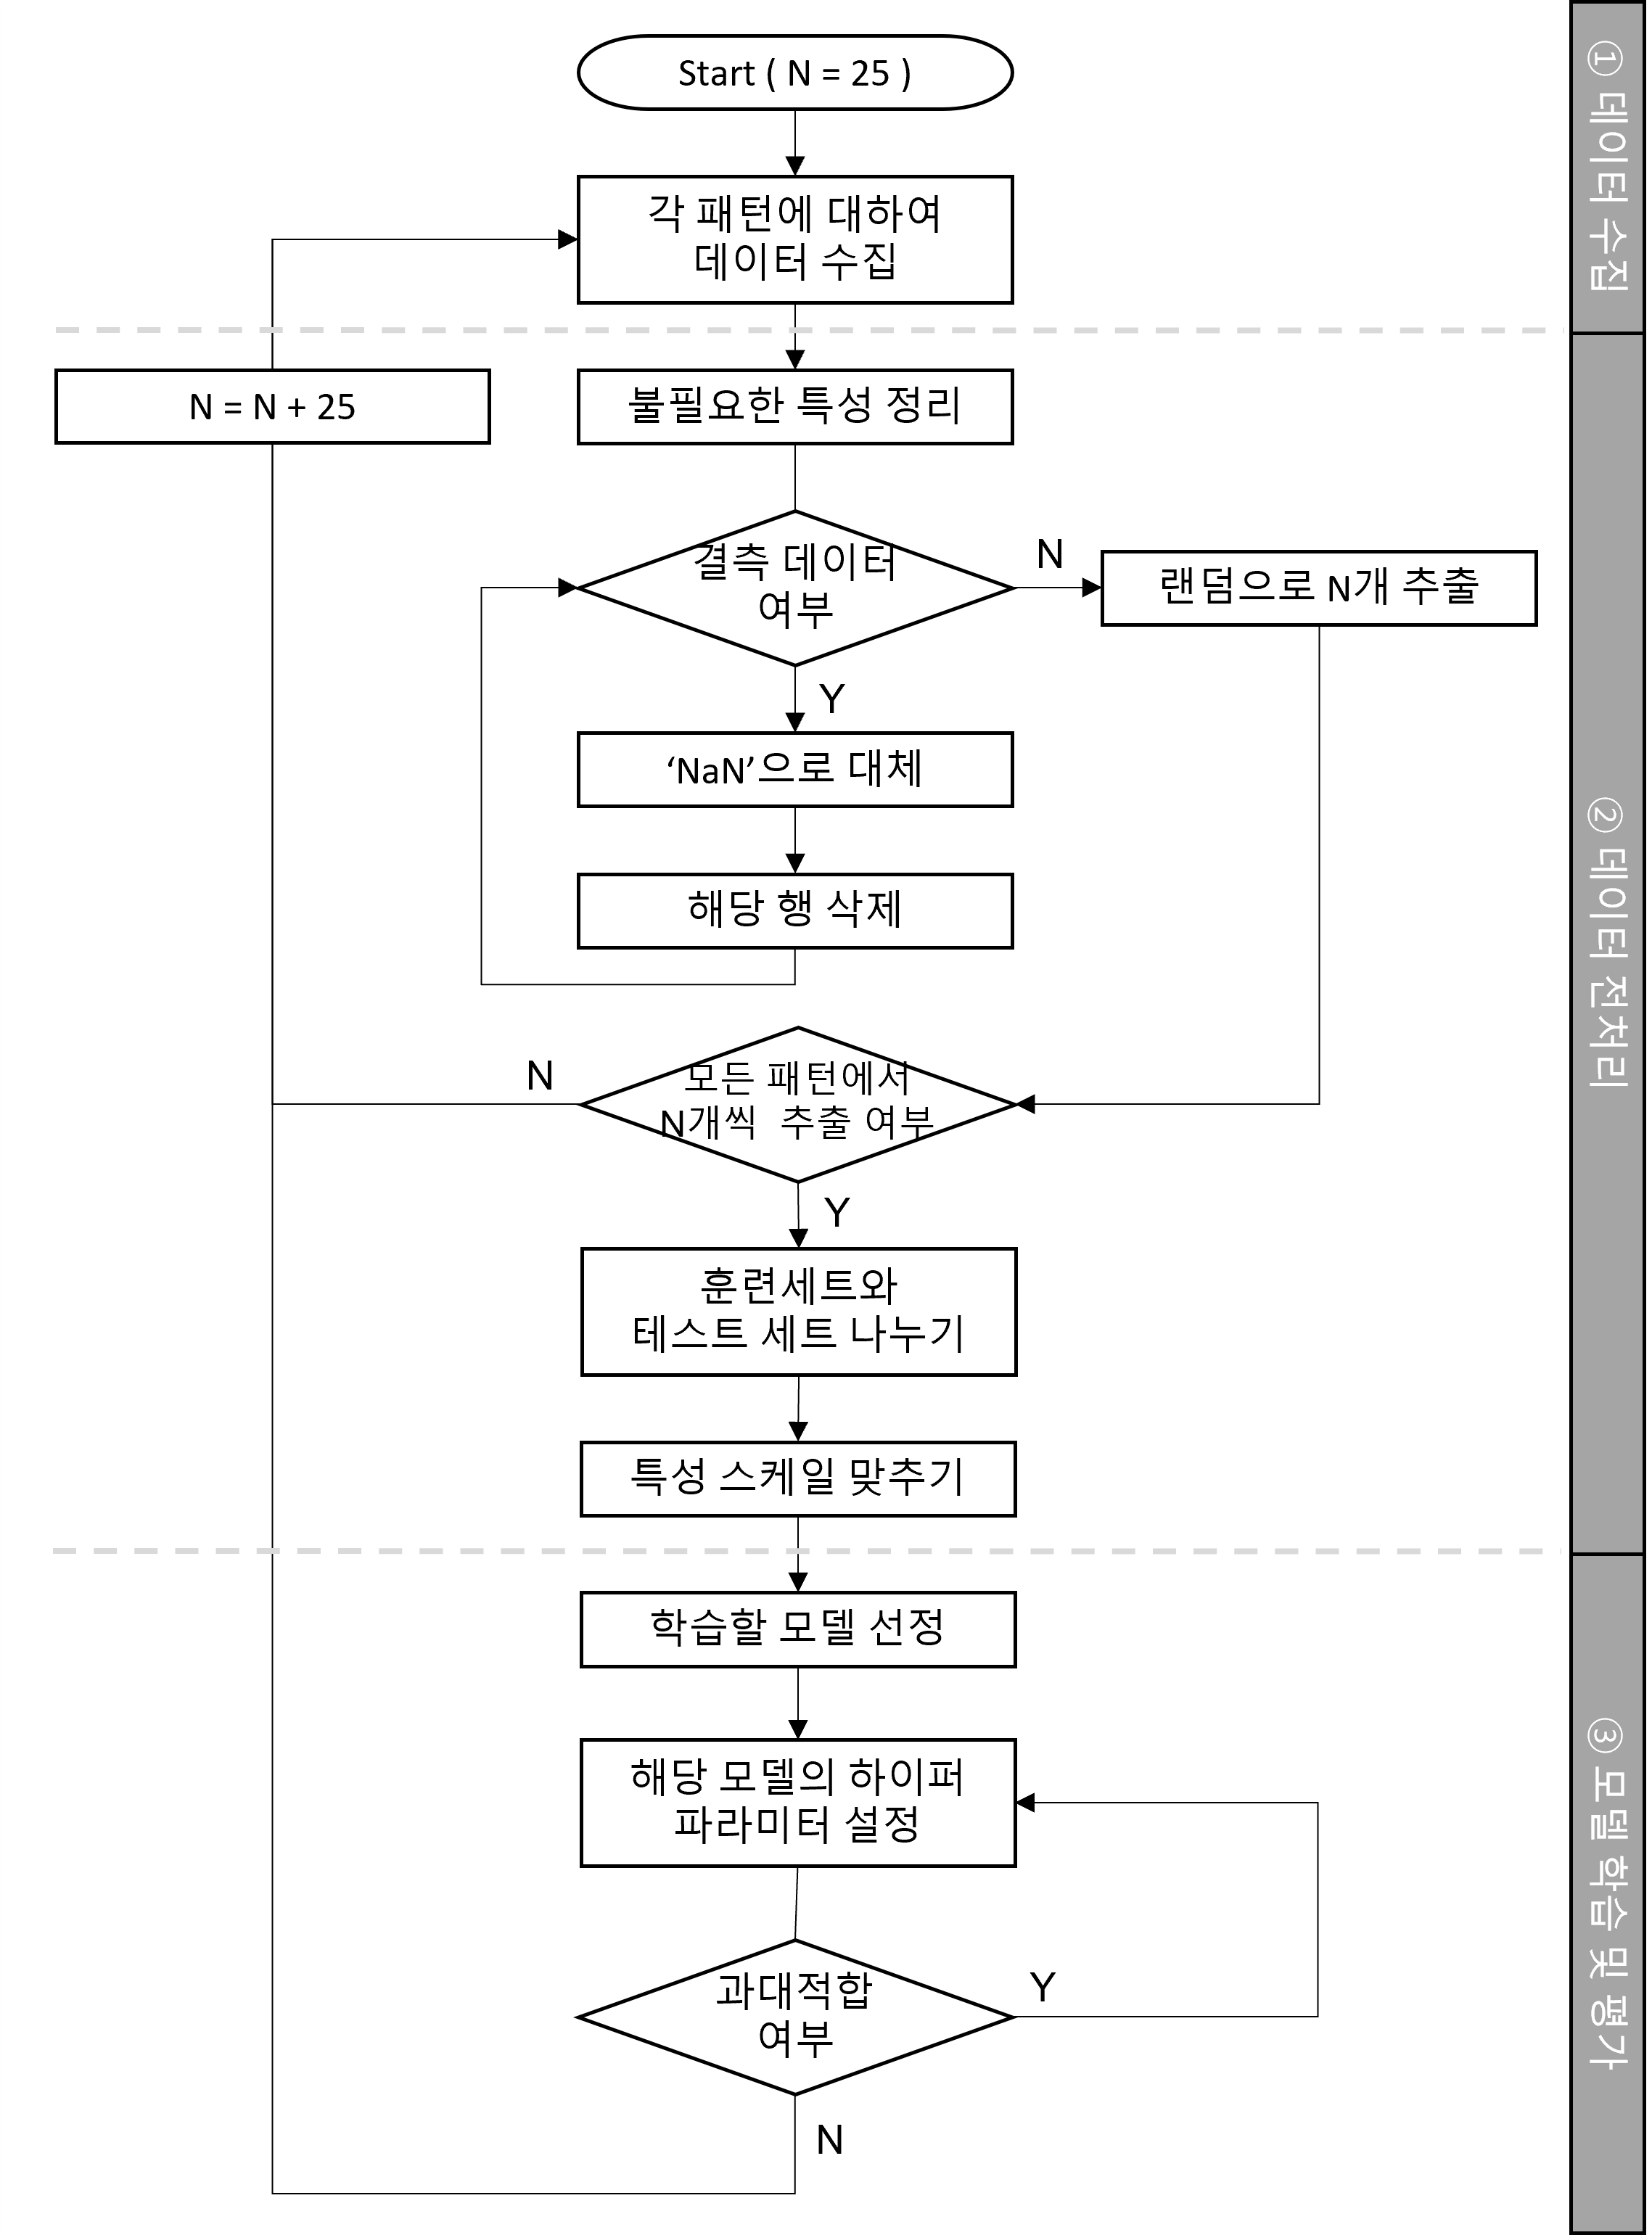 Start ( N = 25 )
각 패턴에 대하여
데이터 수집
N = N + 25
불필요한 특성 정리
결측 데이터
여부
N
랜덤으로 N개 추출
Y
‘NaN’으로 대체
해당 행 삭제
N
모든 패턴에서
N개씩 추출 여부
Y
훈련세트와
테스트 세트 나누기
특성 스케일 맞추기
학습할 모델 선정
해당 모델의 하이퍼
파라미터 설정
과대적합
여부
Y
N
① 데이터 수집
② 데이터 전처리
③ 모델 학습 및 평가